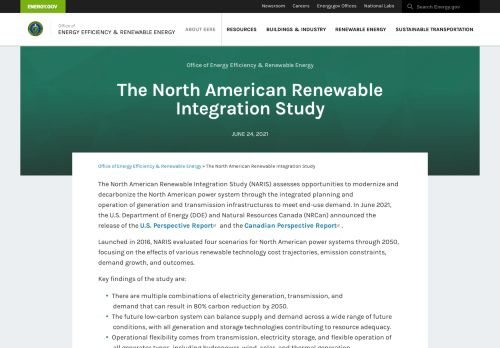 ENERGY.GOV
Newsroom
Careers
Energy.gov Offices
National Labs
Search Energy.gov
Office of
ENERGY EFFICIENCY & RENEWABLE ENERGY
ABOUT EERE
RESOURCES
BUILDINGS & INDUSTRY
RENEWABLE ENERGY
SUSTAINABLE TRANSPORTATION
Office of Energy Efficiency & Renewable Energy
The North American Renewable
Integration Study
JUNE 24, 2021
Office of Energy Efficiency & Renewable Energy » The North American Renewable Integration Study
The North American Renewable Integration Study (NARIS) assesses opportunities to modernize and
decarbonize the North American power system through the integrated planning and
operation of generation and transmission infrastructures to meet end-use demand. In June 2021,
the U.S. Department of Energy (DOE) and Natural Resources Canada (NRCan) announced the
release of the U.S. Perspective Report and the Canadian Perspective Report.
Launched in 2016, NARIS evaluated four scenarios for North American power systems through 2050,
focusing on the effects of various renewable technology cost trajectories, emission constraints,
demand growth, and outcomes.
Key findings of the study are:
• There are multiple combinations of electricity generation, transmission, and
demand that can result in 80% carbon reduction by 2050.
• The future low-carbon system can balance supply and demand across a wide range of future
conditions, with all generation and storage technologies contributing to resource adequacy.
• Operational flexibility comes from transmission, electricity storage, and flexible operation of
all generator types, including hydropower, wind, solar, and thermal generation.